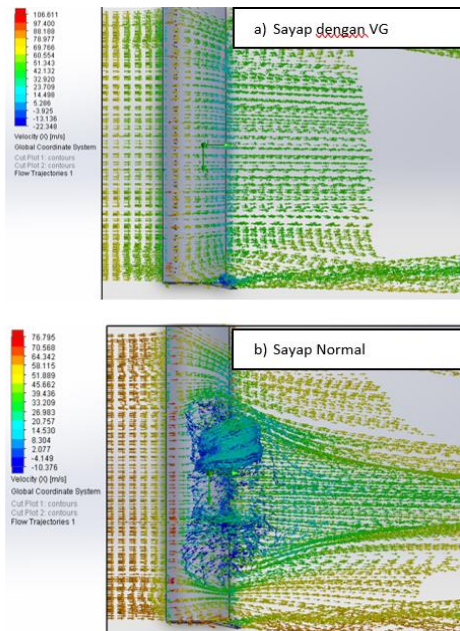 106.611
97.400
88.188
78.977
69.766
60.554
51.343
42.132
32.920
23.709
14.498
5.286
-3.925
-13.136
-22.348
Velocity (X) [m/s]
Global Coordinate System
Cut Plot 1: contours
Cut Plot 2: contours
Flow Trajectories 1
a) Sayap dengan VG
76.795
70.568
64.342
58.115
51.889
45.662
39.436
33.209
26.983
20.757
14.530
8.304
2.077
-4.149
-10.376
Velocity (X) [m/s]
Global Coordinate System
Cut Plot 1: contours
Cut Plot 2: contours
Flow Trajectories 1
b) Sayap Normal